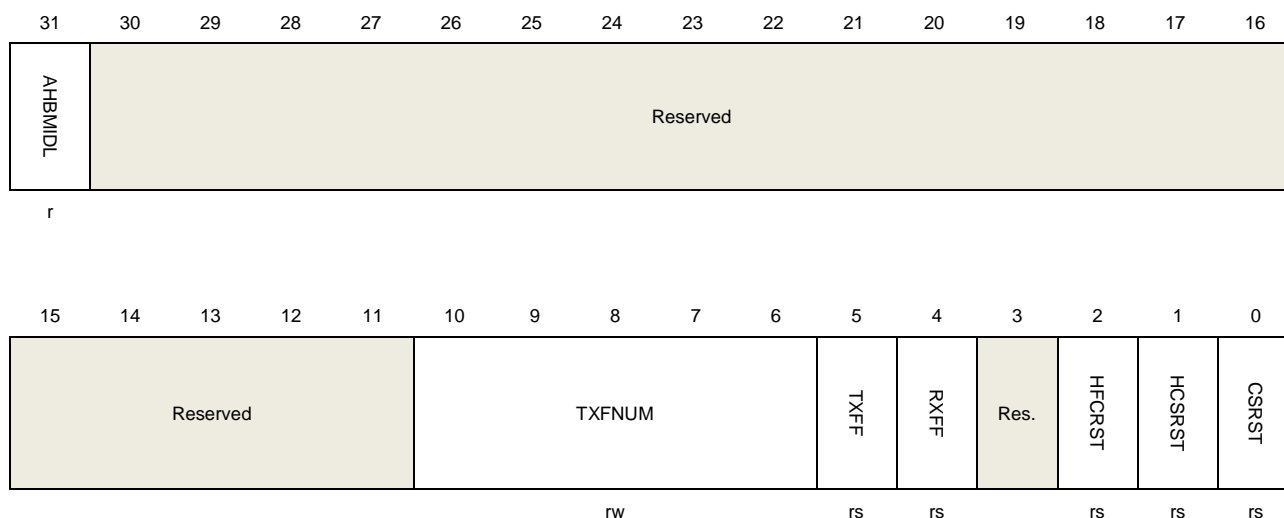 31 30 29 28 27 26 25 24 23 22 21 20 19 18 17 16
AHBMIDL Reserved
r
15 14 13 12 11 10 9 8 7 6 5 4 3 2 1 0
Reserved TXFNUM TXFF RXFF Res. HFCRST HCSRST CSRST
rw rs rs rs rs rs